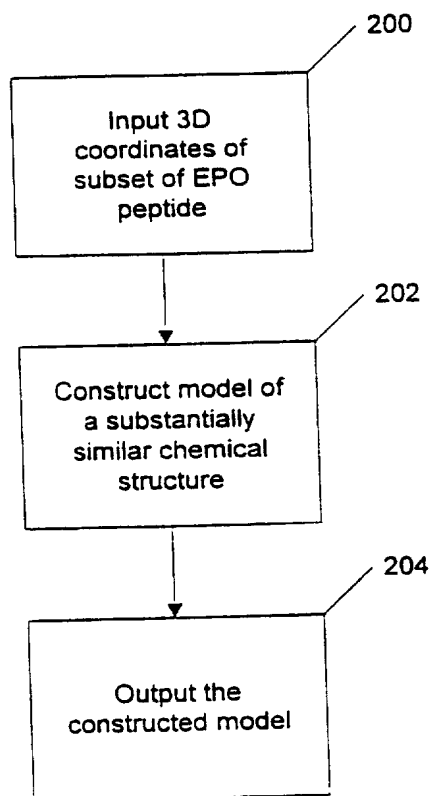 200
Input 3D
coordinates of
subset of EPO
peptide
202
Construct model of
a substantially
similar chemical
structure
204
Output the
constructed model